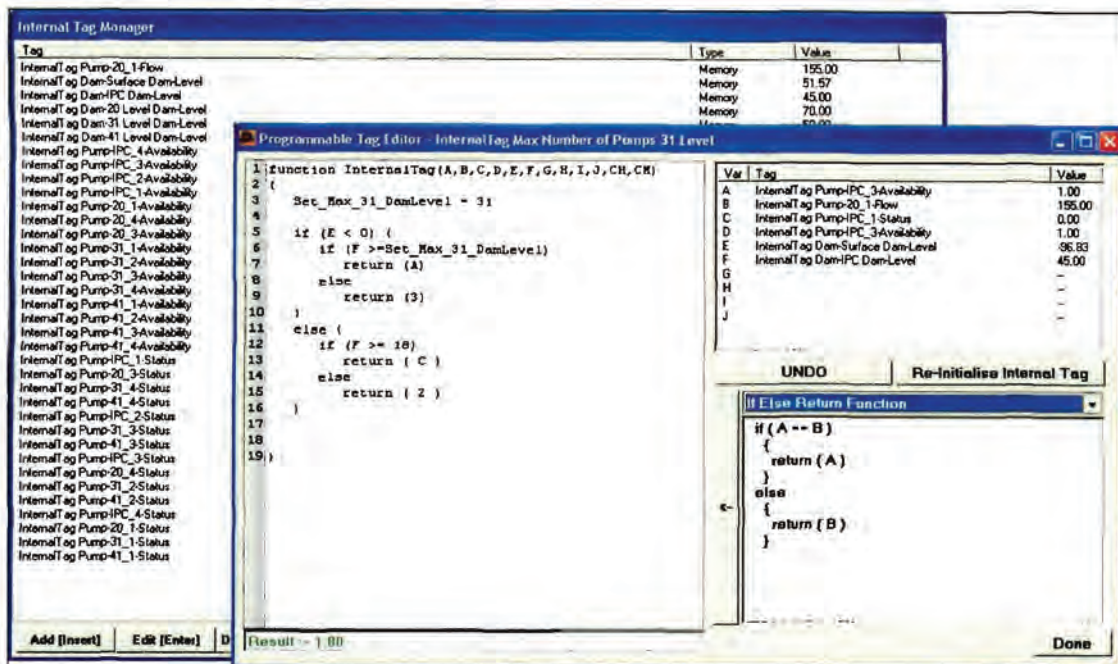 Internal Tag Manager
Tag Type Value
InternalTag Pump-20_1-Flow Memory 155.00
InternalTag Dam-Surface Dam-Level Memory 51.57
InternalTag Dam-IPC Dam-Level Memory 45.00
InternalTag Dam-20 Level Dam-Level Memory 70.00
InternalTag Dam-31 Level Dam-Level
InternalTag Dam-41 Level Dam-Level
InternalTag Pump-IPC_4-Availability
InternalTag Pump-IPC_3-Availability
InternalTag Pump-IPC_2-Availability
InternalTag Pump-IPC_1-Availability
InternalTag Pump-20_1-Availability
InternalTag Pump-20_4-Availability
InternalTag Pump-20_3-Availability
InternalTag Pump-31_1-Availability
InternalTag Pump-31_2-Availability
InternalTag Pump-31_3-Availability
InternalTag Pump-31_4-Availability
InternalTag Pump-41_1-Availability
InternalTag Pump-41_2-Availability
InternalTag Pump-41_3-Availability
InternalTag Pump-41_4-Availability
InternalTag Pump-IPC_1-Status
InternalTag Pump-20_3-Status
InternalTag Pump-31_4-Status
InternalTag Pump-41_4-Status
InternalTag Pump-IPC_2-Status
InternalTag Pump-31_3-Status
InternalTag Pump-41_3-Status
InternalTag Pump-IPC_3-Status
InternalTag Pump-20_4-Status
InternalTag Pump-31_2-Status
InternalTag Pump-41_2-Status
InternalTag Pump-IPC_4-Status
InternalTag Pump-20_1-Status
InternalTag Pump-31_1-Status
InternalTag Pump-41_1-Status
Add [Insert] Edit [Enter] D
Programmable Tag Editor - InternalTag Max Number of Pumps 31 Level
1 function InternalTag(A,B,C,D,E,F,G,H,I,J,CH,CM)
2 {
3 Set_Max_31_DamLevel = 3;
4
5 if (E < 0) {
6 if (F >=Set_Max_31_DamLevel)
7 return (A)
8 else
9 return (3)
10 }
11 else {
12 if (F >= 18)
13 return ( C )
14 else
15 return ( 2 )
16 }
17
18
19 }
Result = 1.00
Var Tag Value
A InternalTag Pump-IPC_3-Availability 1.00
B InternalTag Pump-20_1-Flow 155.00
C InternalTag Pump-IPC_1-Status 0.00
D InternalTag Pump-IPC_3-Availability 1.00
E InternalTag Dam-Surface Dam-Level -96.83
F InternalTag Dam-IPC Dam-Level 45.00
G –
H –
I –
J –
UNDO Re-Initialise Internal Tag
If Else Return Function
if ( A == B )
{
return ( A )
}
else
{
return ( B )
}
<-
Done